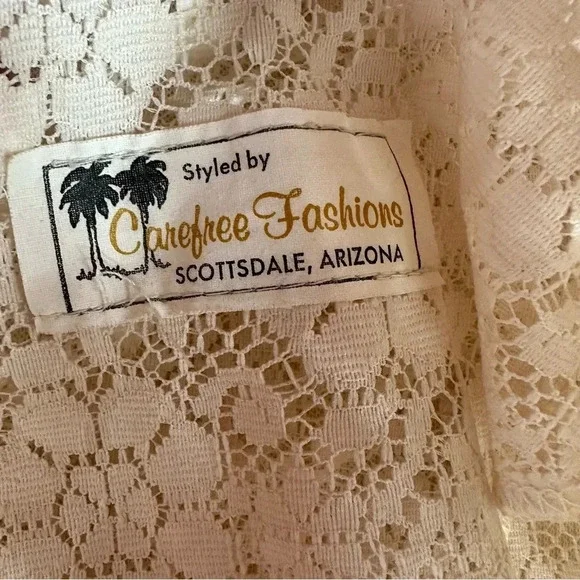 Styled by
Carefree Fashions
SCOTTSDALE, ARIZONA